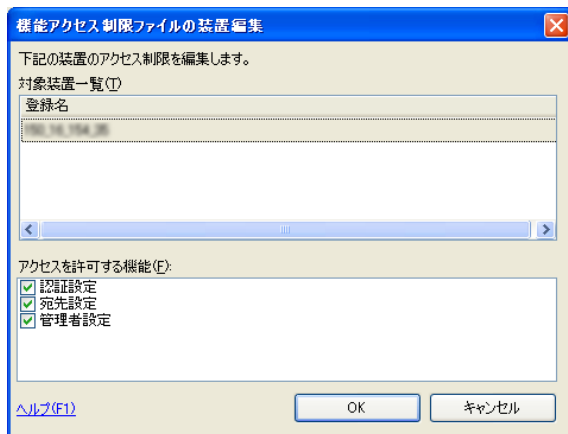 機能アクセス制限ファイルの装置編集
下記の装置のアクセス制限を編集します。
対象装置一覧(T)
登録名
アクセスを許可する機能(F):
認証設定
宛先設定
管理者設定
ヘルプ(F1)
OK
キャンセル